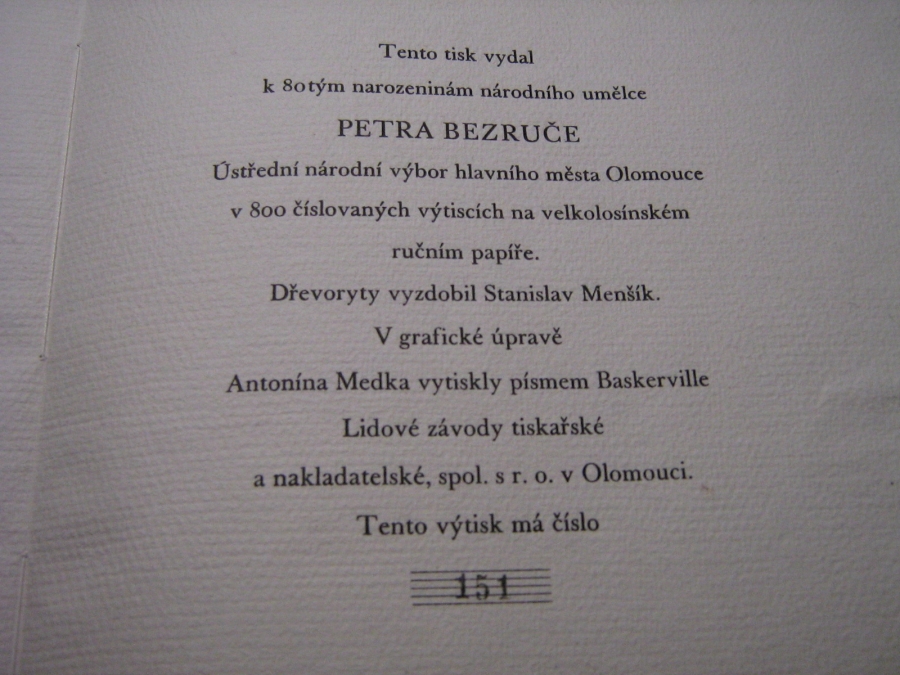 Tento tisk vydal
k 80tým narozeninám národního umělce
PETRA BEZRUČE
Ústřední národní výbor hlavního města Olomouce
v 800 číslovaných výtiscích na velkolosínském
ručním papíře.
Dřevoryty vyzdobil Stanislav Menšík.
V grafické úpravě
Antonína Medka vytiskly písmem Baskerville
Lidové závody tiskařské
a nakladatelské, spol. s r. o. v Olomouci.
Tento výtisk má číslo
151